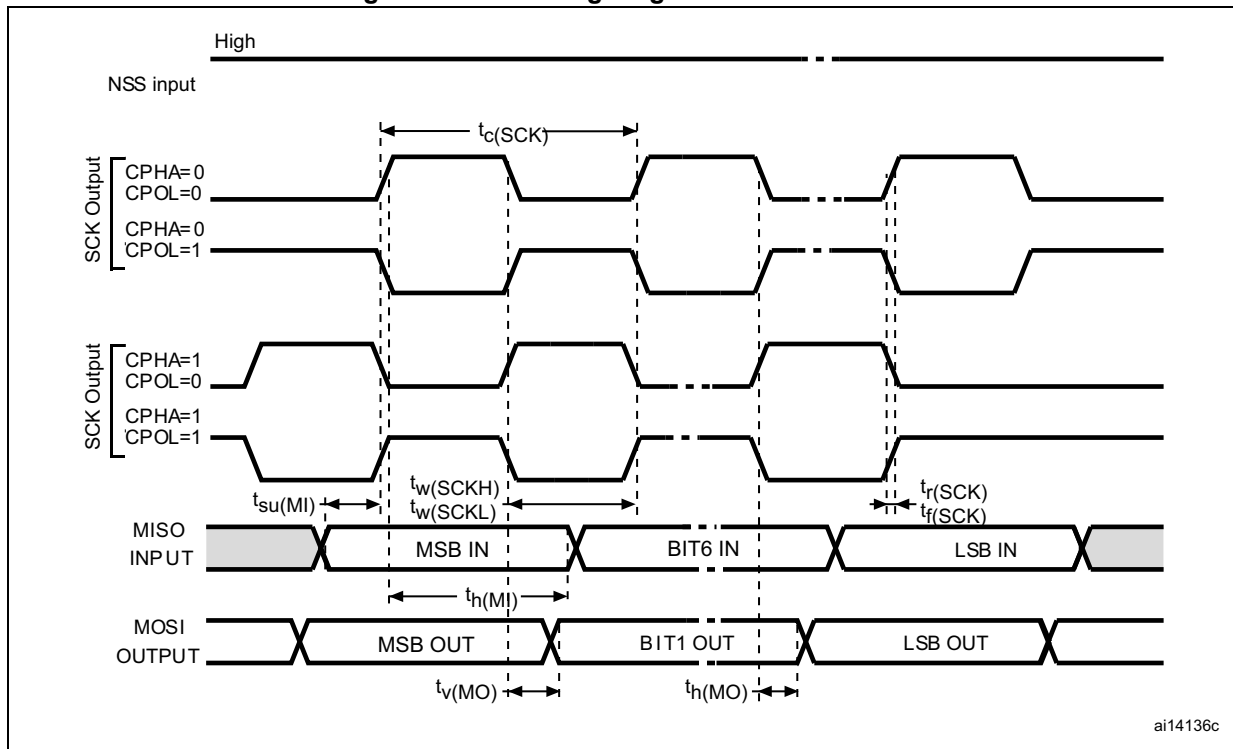 High
NSS input
tc(SCK)
SCK Output
CPHA=0
CPOL=0
CPHA=0
CPOL=1
SCK Output
CPHA=1
CPOL=0
CPHA=1
CPOL=1
tsu(MI)
tw(SCKH)
tw(SCKL)
tr(SCK)
tf(SCK)
MISO
INPUT
MSB IN
BIT6 IN
LSB IN
th(MI)
MOSI
OUTPUT
MSB OUT
BIT1 OUT
LSB OUT
tv(MO)
th(MO)
ai14136c